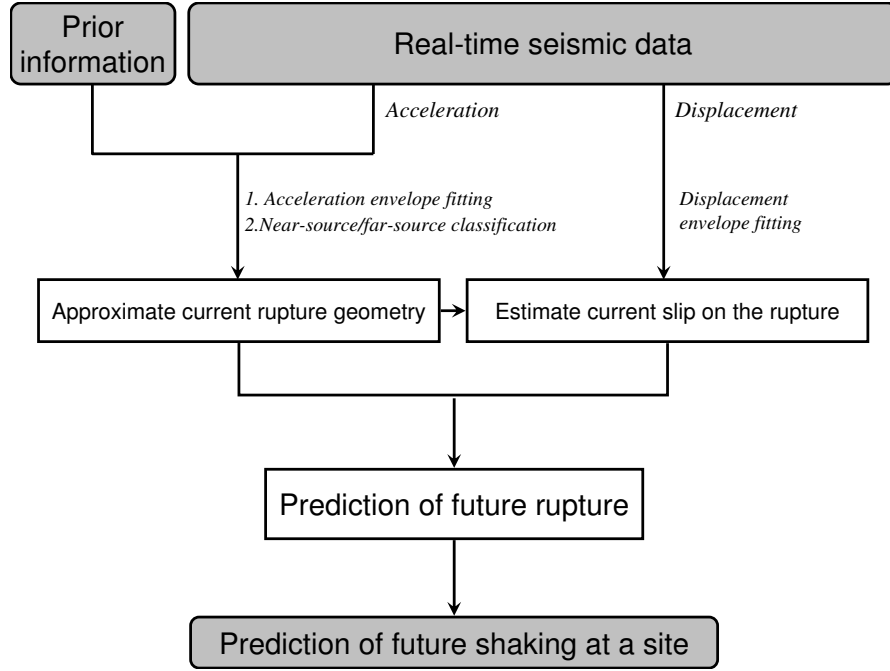 Prior
information
Real-time seismic data
Acceleration
Displacement
1. Acceleration envelope fitting
2.Near-source/far-source classification
Displacement
envelope fitting
Approximate current rupture geometry
Estimate current slip on the rupture
Prediction of future rupture
Prediction of future shaking at a site